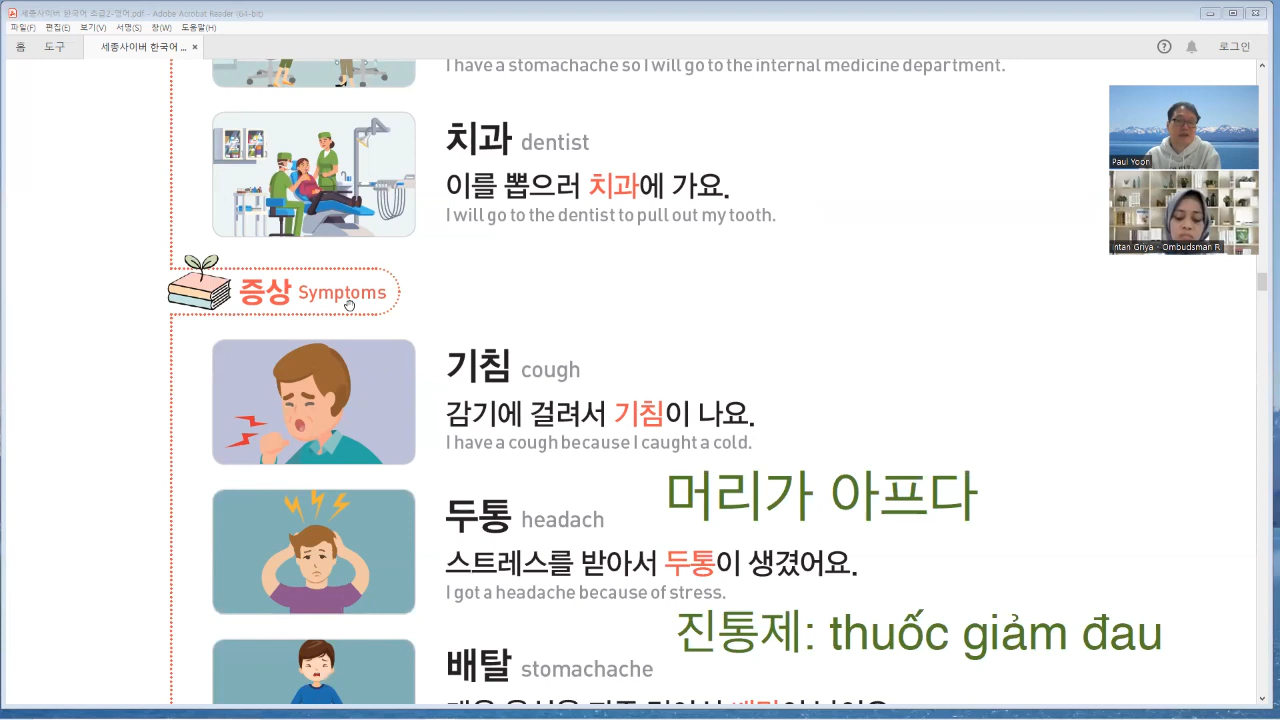 세종사이버 한국어 초급2-영어.pdf - Adobe Acrobat Reader (64-bit)
파일(F) 편집(E) 보기(V) 서명(S) 창(W) 도움말(H)
홈 도구 세종사이버 한국어 ... × 로그인
I have a stomachache so I will go to the internal medicine department.
치과 dentist
이를 뽑으러 치과에 가요.
I will go to the dentist to pull out my tooth.
Paul Yoon
ntan Griya - Ombudsman R.
증상 Symptoms
기침 cough
감기에 걸려서 기침이 나요.
I have a cough because I caught a cold.
머리가 아프다
두통 headach
스트레스를 받아서 두통이 생겼어요.
I got a headache because of stress.
진통제: thuốc giảm đau
배탈 stomachache